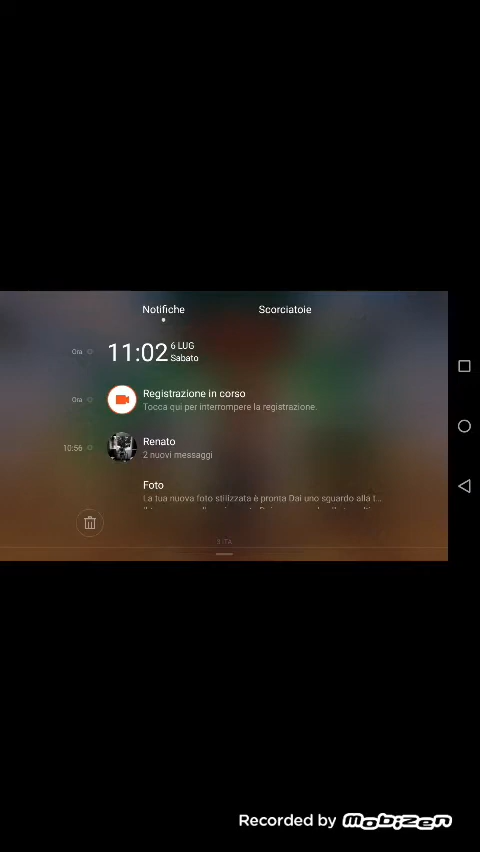 Notifiche
Scorciatoie
Ora
11:02
6 LUG
Sabato
Ora
Registrazione in corso
Tocca qui per interrompere la registrazione.
10:56
Renato
2 nuovi messaggi
Foto
La tua nuova foto stilizzata è pronta Dai uno sguardo alla t...
Recorded by Mobizen